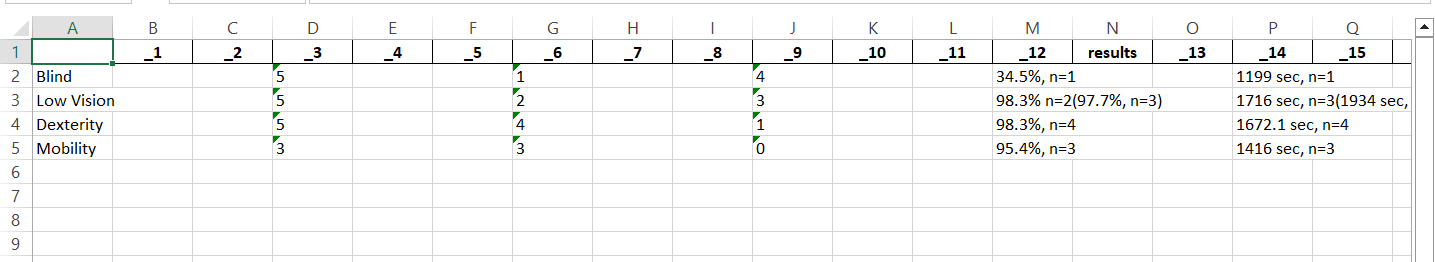 A B C D E F G H I J K L M N O P Q
1 _1 _2 _3 _4 _5 _6 _7 _8 _9 _10 _11 _12 results _13 _14 _15
2 Blind 5 1 4 34.5%, n=1 1199 sec, n=1
3 Low Vision 5 2 3 98.3% n=2(97.7%, n=3) 1716 sec, n=3(1934 sec,
4 Dexterity 5 4 1 98.3%, n=4 1672.1 sec, n=4
5 Mobility 3 3 0 95.4%, n=3 1416 sec, n=3
6
7
8
9